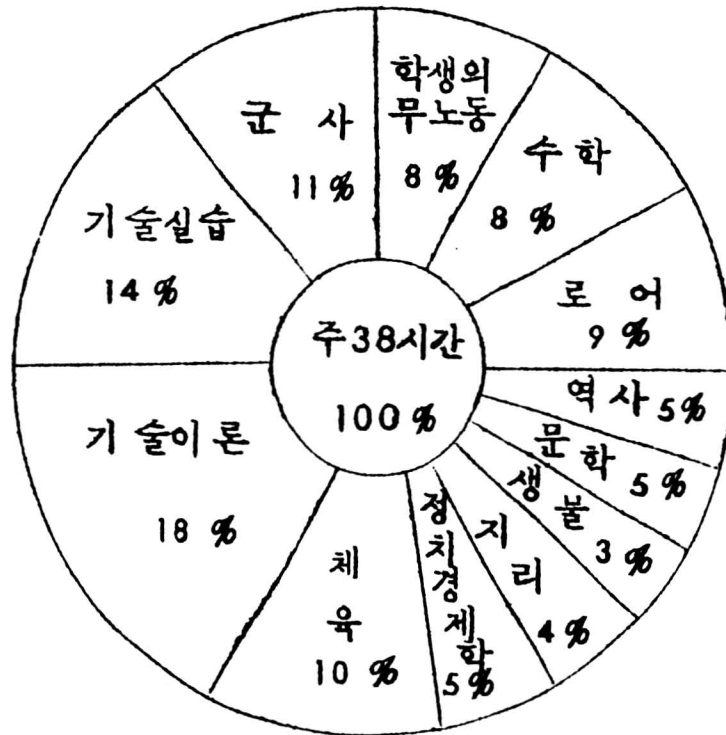 주38시간
100 %
학생의
무노동
8 %
수학
8 %
로어
9 %
역사 5%
문학 5 %
생불 3 %
지리
4 %
정치경제학
5 %
체육
10 %
기술이론
18 %
기술실습
14 %
군사
11 %